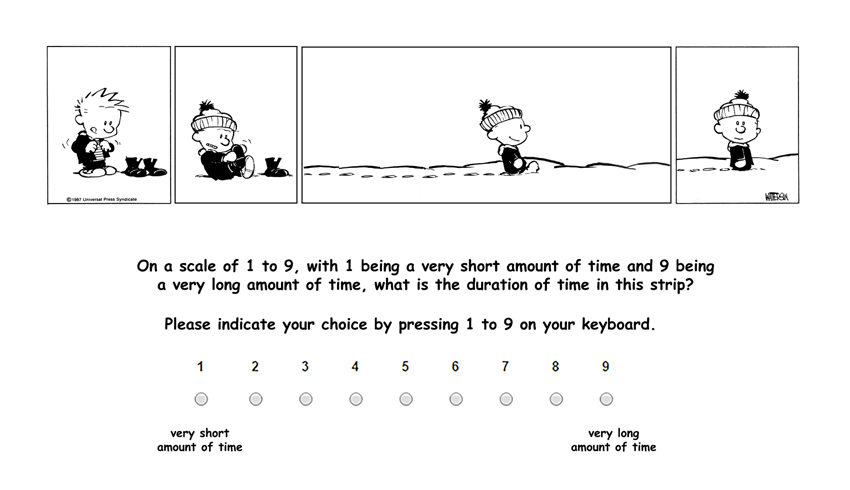 ©1987 Universal Press Syndicate
WATTERSON
On a scale of 1 to 9, with 1 being a very short amount of time and 9 being
a very long amount of time, what is the duration of time in this strip?
Please indicate your choice by pressing 1 to 9 on your keyboard.
1 2 3 4 5 6 7 8 9
very short
amount of time
very long
amount of time